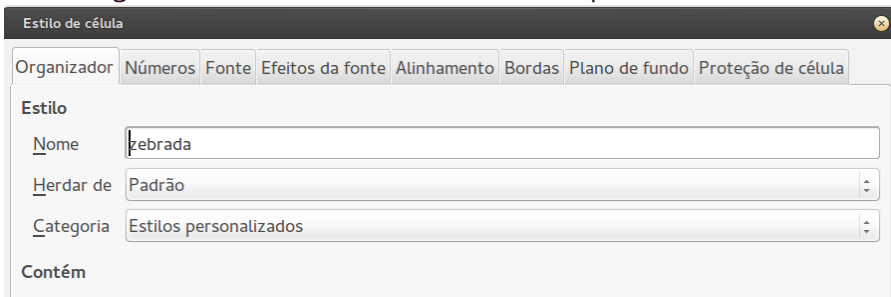 Estilo de célula
Organizador Números Fonte Efeitos da fonte Alinhamento Bordas Plano de fundo Proteção de célula
Estilo
Nome zebrada
Herdar de Padrão
Categoria Estilos personalizados
Contém